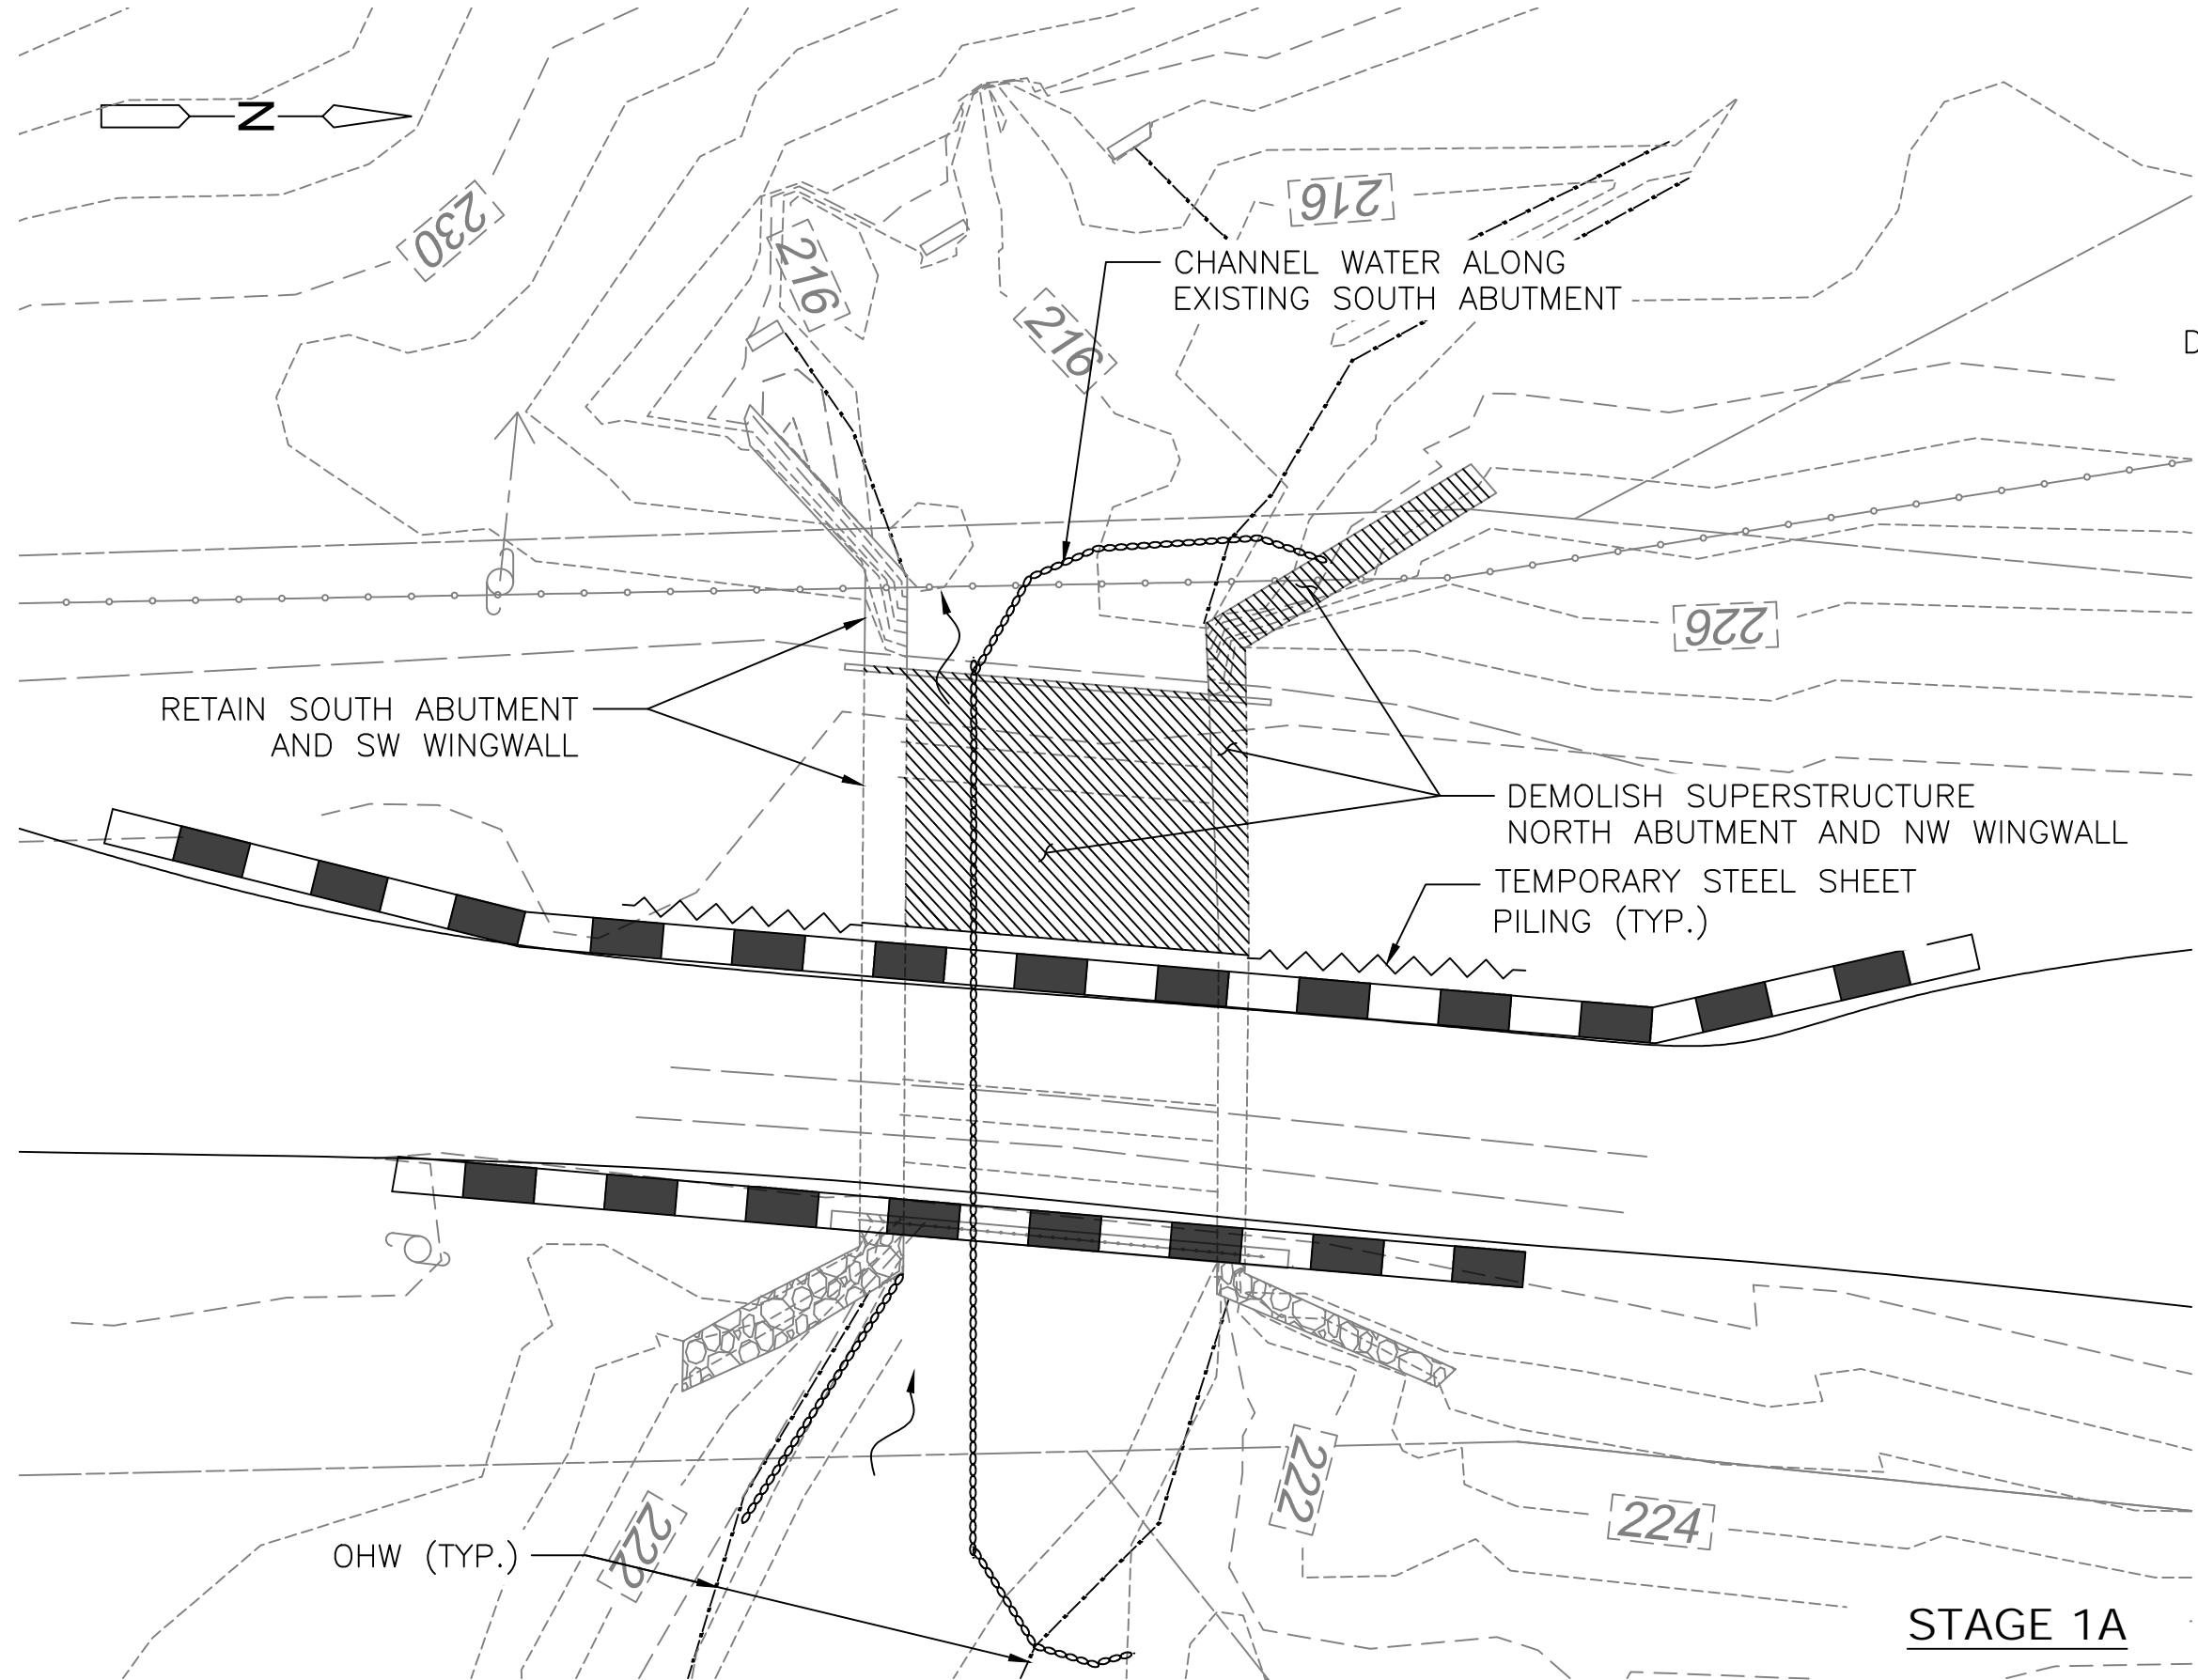 N
230
216
216
216
CHANNEL WATER ALONG
EXISTING SOUTH ABUTMENT
D
226
RETAIN SOUTH ABUTMENT
AND SW WINGWALL
DEMOLISH SUPERSTRUCTURE
NORTH ABUTMENT AND NW WINGWALL
TEMPORARY STEEL SHEET
PILING (TYP.)
222
222
224
OHW (TYP.)
STAGE 1A